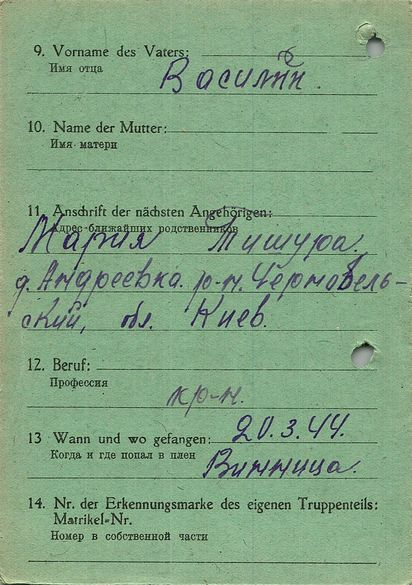 9. Vorname des Vaters:
Имя отца
Василий.
10. Name der Mutter:
Имя матери
11. Anschrift der nächsten Angehörigen:
Адрес ближайших родственников
Мария Тишура.
д. Андреевка. р-н. Чернобель-
ский, обл. Киев.
12. Beruf:
Профессия
кр-н.
13 Wann und wo gefangen: 20.3.44.
Когда и где попал в плен
Винница.
14. Nr. der Erkennungsmarke des eigenen Truppenteils:
Matrikel-Nr.
Номер в собственной части